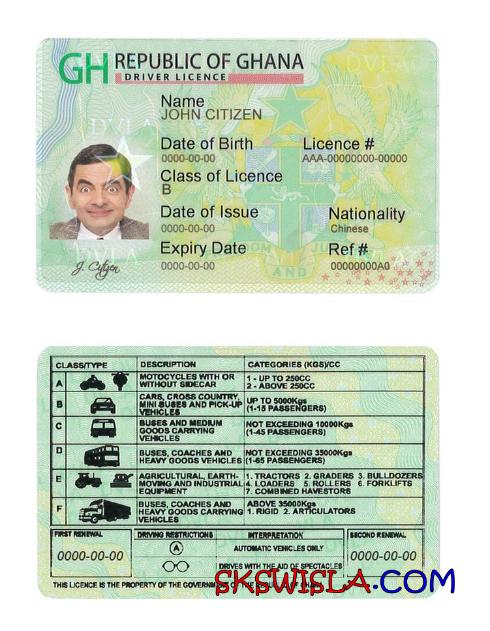 GH REPUBLIC OF GHANA
DRIVER LICENCE
DVLA
Name
JOHN CITIZEN
DVLA
Date of Birth
Licence #
0000-00-00
AAA-00000000-00000
Class of Licence
B
Date of Issue
Nationality
0000-00-00
Chinese
Expiry Date
Ref #
0000-00-00
00000000A0
AND
J. Citizen
CLASS/TYPE DESCRIPTION CATEGORIES (KGS)/CC
A MOTOCYCLES WITH OR WITHOUT SIDECAR
1 - UP TO 250CC
2 - ABOVE 250CC
B CARS, CROSS COUNTRY, MINI BUSES AND PICK-UP VEHICLES
UP TO 5000Kgs
(1-15 PASSENGERS)
C BUSES AND MEDIUM GOODS CARRYING VEHICLES
NOT EXCEEDING 10000Kgs
(1-45 PASSENGERS)
D BUSES, COACHES AND HEAVY GOODS VEHICLES
NOT EXCEEDING 35000Kgs
(1-65 PASSENGERS)
E AGRICULTURAL, EARTH-MOVING AND INDUSTRIAL EQUIPMENT
1. TRACTORS 2. GRADERS 3. BULLDOZERS
4. LOADERS 5. ROLLERS 6. FORKLIFTS
7. COMBINED HAVESTORS
F BUSES, COACHES AND HEAVY GOODS CARRYING VEHICLES
ABOVE 35000Kgs
1. RIGID 2. ARTICULATORS
FIRST RENEWAL DRIVING RESTRICTIONS INTERPRETATION SECOND RENEWAL
0000-00-00 A AUTOMATIC VEHICLES ONLY 0000-00-00
DRIVES WITH THE AID OF SPECTACLES
THIS LICENCE IS THE PROPERTY OF THE GOVERNMENT OF THE REPUBLIC OF GHANA
SKSWISLA.COM